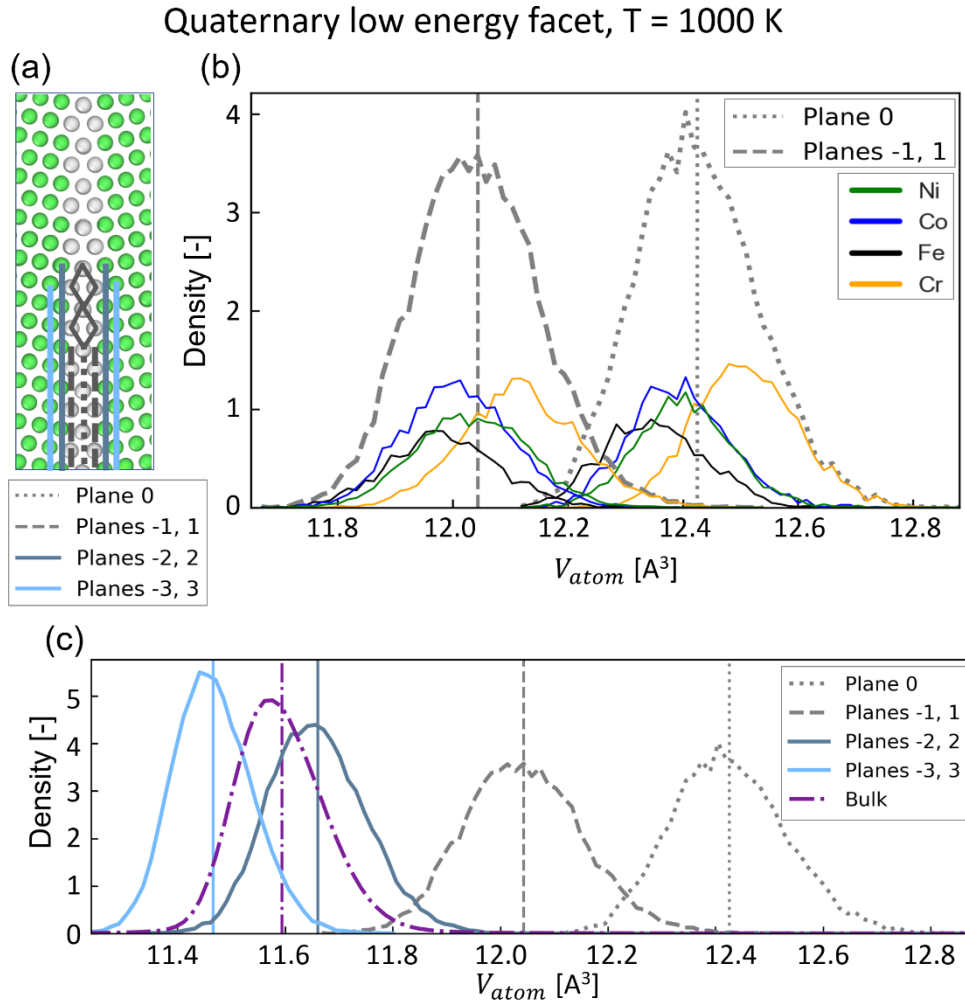 Quaternary low energy facet, T = 1000 K
(a)
(b)
Plane 0
Planes -1, 1
Planes -2, 2
Planes -3, 3
4
3
2
1
0
Density [-]
11.8 12.0 12.2 12.4 12.6 12.8
V_atom [A^3]
Plane 0
Planes -1, 1
Ni
Co
Fe
Cr
(c)
5
4
3
2
1
0
Density [-]
11.4 11.6 11.8 12.0 12.2 12.4 12.6 12.8
V_atom [A^3]
Plane 0
Planes -1, 1
Planes -2, 2
Planes -3, 3
Bulk